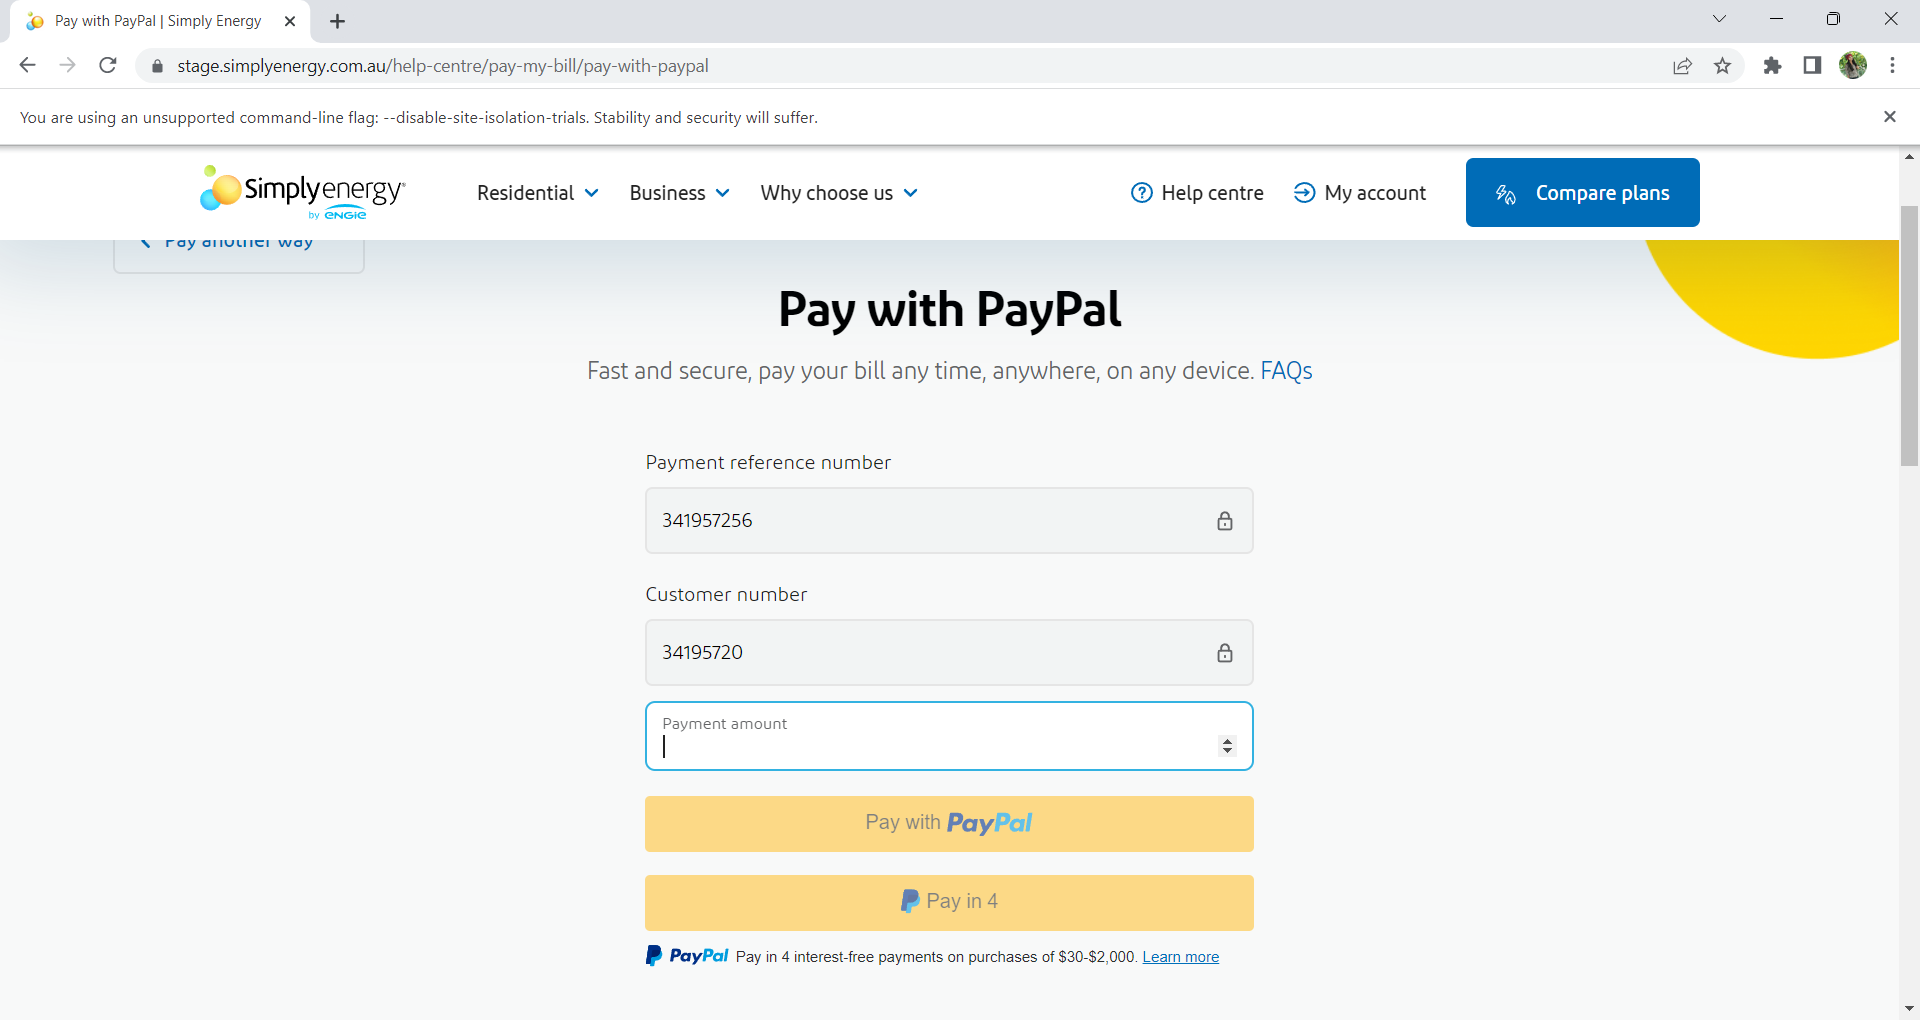 Pay with PayPal | Simply Energy
stage.simplyenergy.com.au/help-centre/pay-my-bill/pay-with-paypal
You are using an unsupported command-line flag: --disable-site-isolation-trials. Stability and security will suffer.
Simplyenergy®
by ENGIE
Residential
Business
Why choose us
Help centre
My account
Compare plans
Pay another way
Pay with PayPal
Fast and secure, pay your bill any time, anywhere, on any device. FAQs
Payment reference number
341957256
Customer number
34195720
Payment amount
Pay with PayPal
Pay in 4
PayPal Pay in 4 interest-free payments on purchases of $30-$2,000. Learn more